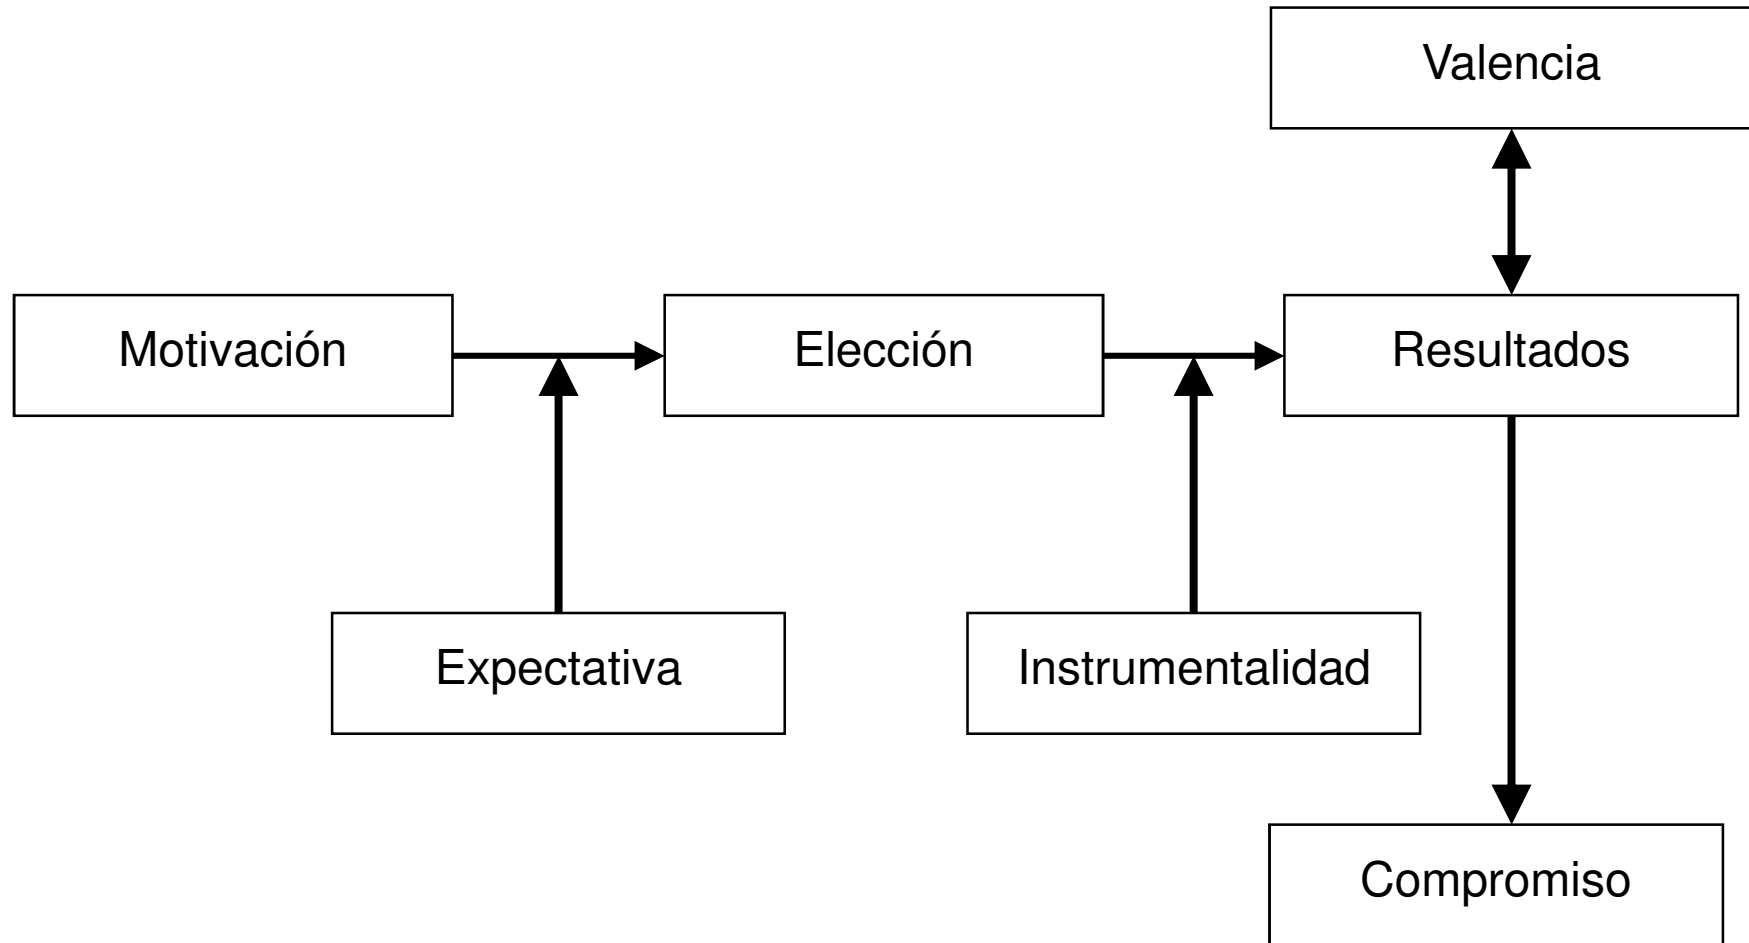 Valencia
Motivación
Elección
Resultados
Expectativa
Instrumentalidad
Compromiso